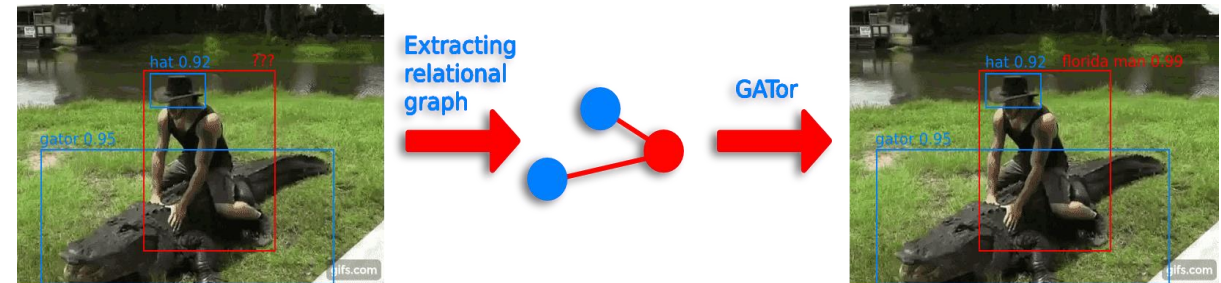 hat 0.92
???
gator 0.95
gifs.com
Extracting
relational
graph
GATor
hat 0.92
florida man 0.99
gator 0.95
gifs.com